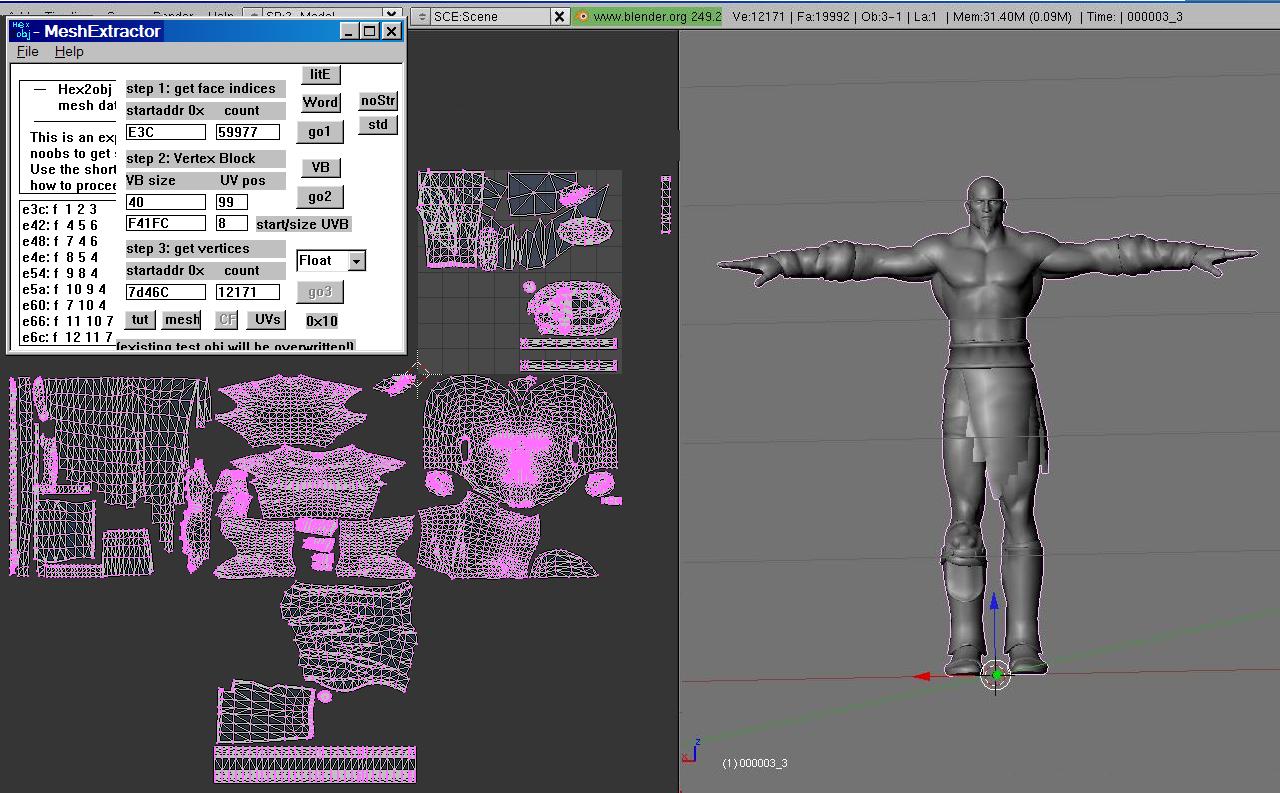 SCE:Scene
www.blender.org 249.2
Ve:12171 | Fa:19992 | Ob:3-1 | La:1 | Mem:31.40M (0.09M) | Time: | 000003_3
Hex
obj
MeshExtractor
File Help
Hex2obj
mesh dat
This is an exp
noobs to get
Use the short
how to procee
e3c: f 1 2 3
e42: f 4 5 6
e48: f 7 4 6
e4e: f 8 5 4
e54: f 9 8 4
e5a: f 10 9 4
e60: f 7 10 4
e66: f 11 10 7
e6c: f 12 11 7
step 1: get face indices
startaddr 0x count
E3C 59977
step 2: Vertex Block
VB size UV pos
40 99
F41FC 8 start/size UVB
step 3: get vertices
startaddr 0x count
7d46C 12171
tut mesh CF UVs
(existing test obj will be overwritten!)
litE
Word noStr
go1 std
VB
go2
Float
go3
0x10
z
x
(1) 000003_3